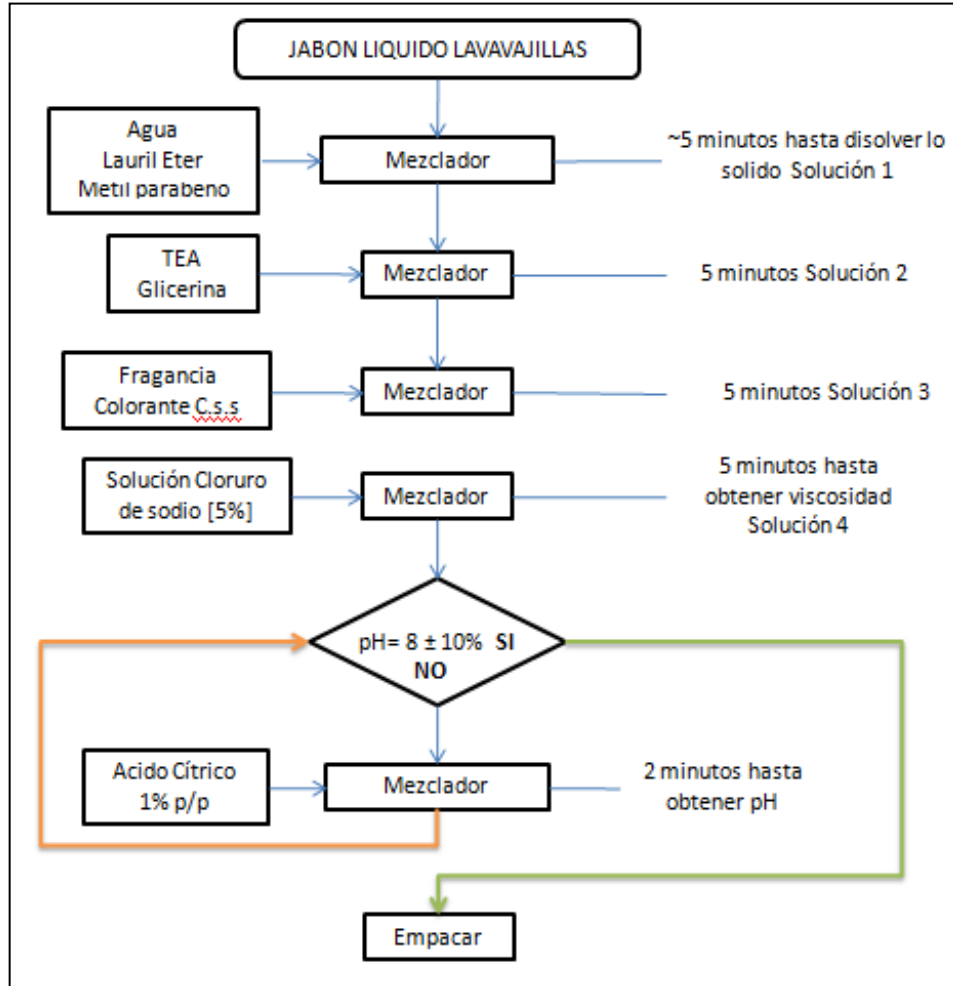 JABON LIQUIDO LAVAVAJILLAS
Agua
Lauril Eter
Metil parabeno
Mezclador
~5 minutos hasta disolver lo
solido Solución 1
TEA
Glicerina
Mezclador
5 minutos Solución 2
Fragancia
Colorante C.s.s
Mezclador
5 minutos Solución 3
Solución Cloruro
de sodio [5%]
Mezclador
5 minutos hasta
obtener viscosidad
Solución 4
pH= 8 ± 10% SI
NO
Acido Cítrico
1% p/p
Mezclador
2 minutos hasta
obtener pH
Empacar